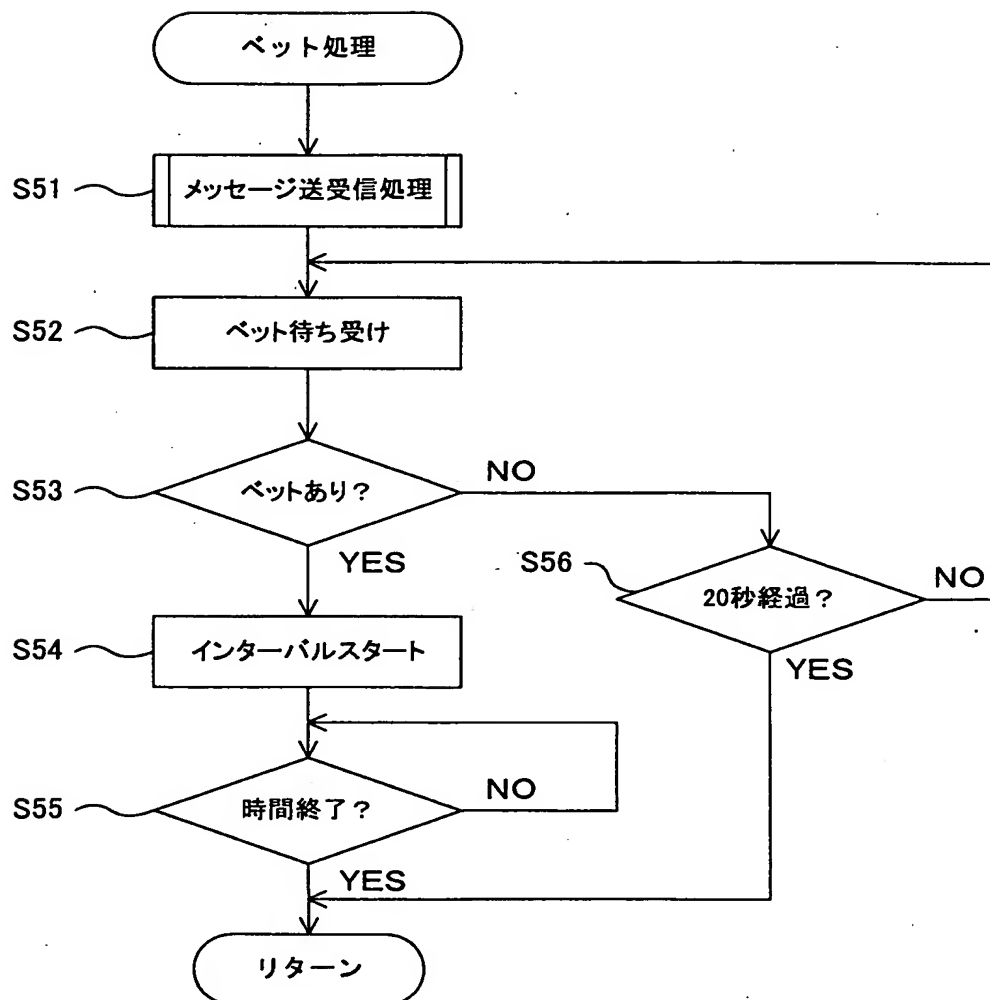 ベット処理
S51
メッセージ送受信処理
S52
ベット待ち受け
S53
ベットあり?
NO
YES
S56
20秒経過?
NO
YES
S54
インターバルスタート
S55
時間終了?
NO
YES
リターン